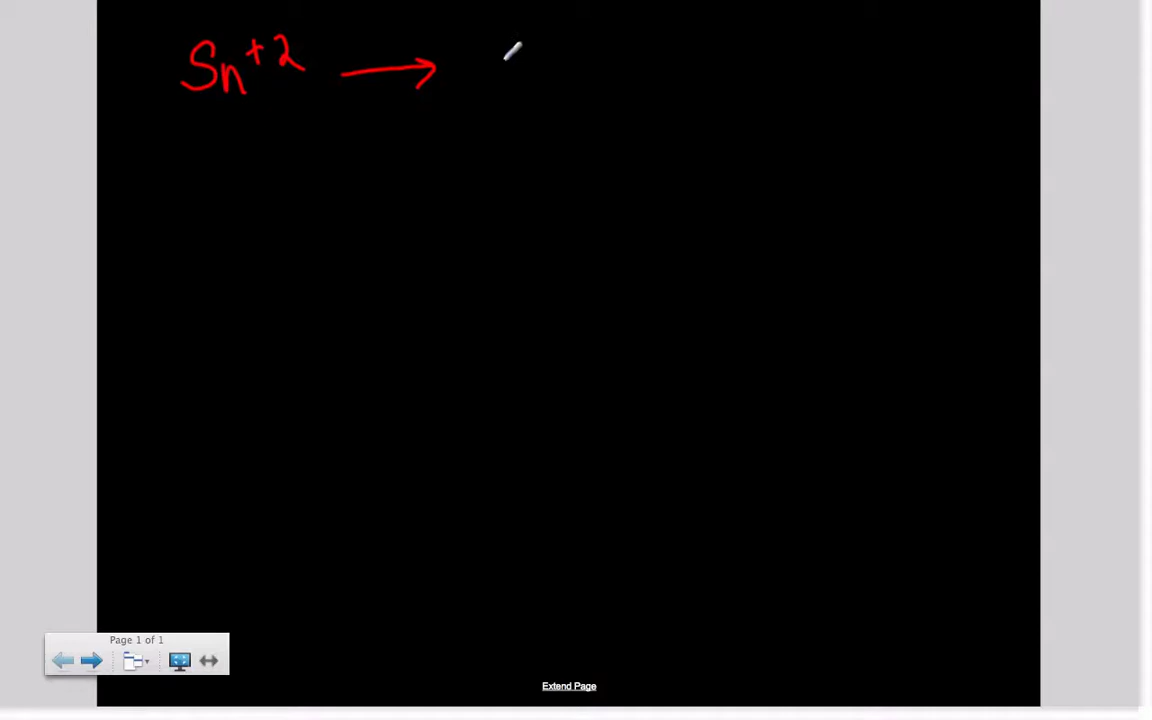 Sn⁺² →
Page 1 of 1
Extend Page